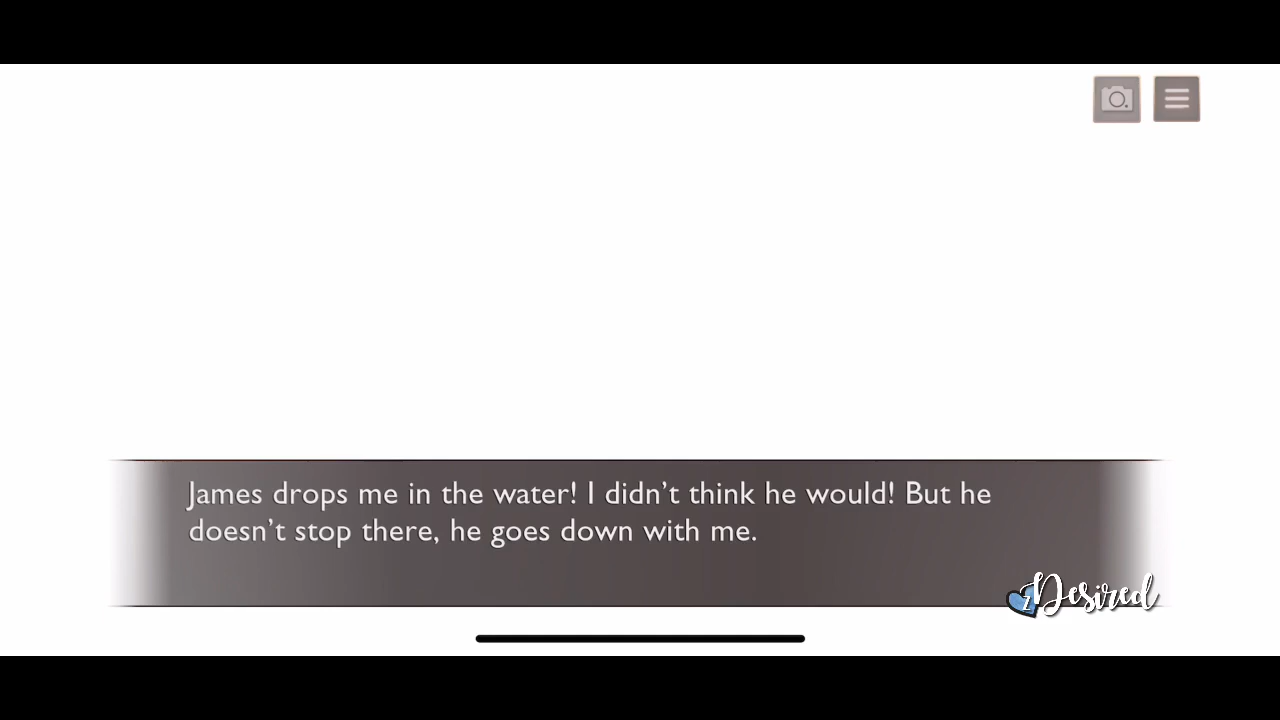 James drops me in the water! I didn’t think he would! But he
doesn’t stop there, he goes down with me.
zDesired